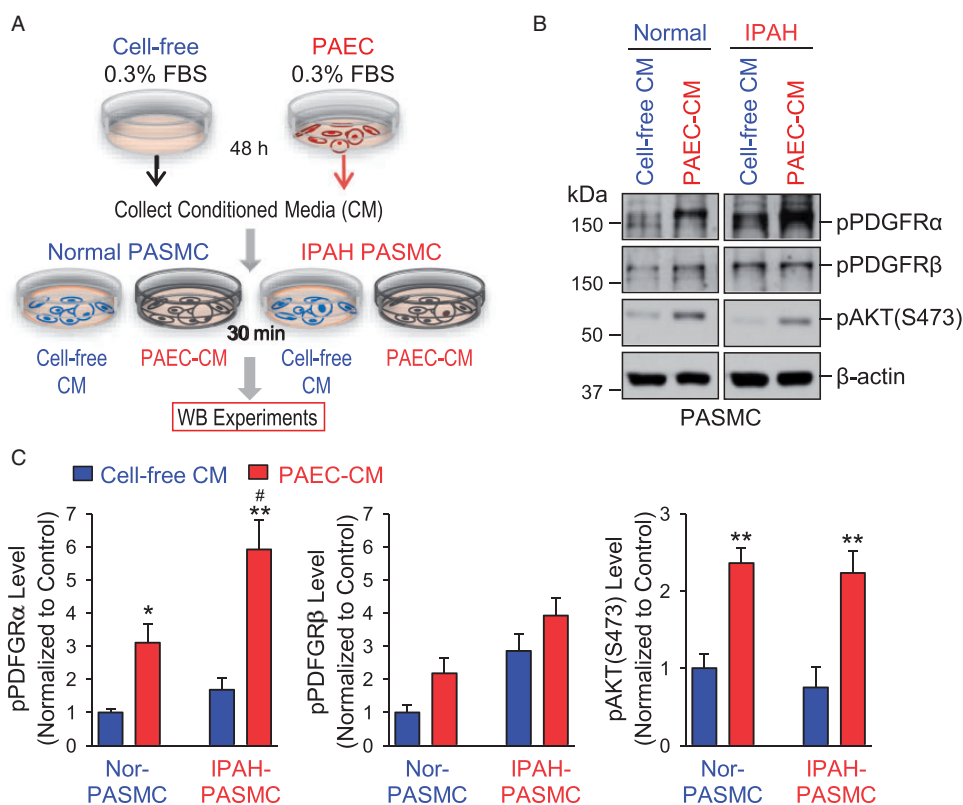 A
Cell-free
0.3% FBS
PAEC
0.3% FBS
48 h
Collect Conditioned Media (CM)
Normal PASMC
IPAH PASMC
30 min
Cell-free
CM
PAEC-CM
Cell-free
CM
PAEC-CM
WB Experiments
B
Normal
IPAH
Cell-free CM
PAEC-CM
Cell-free CM
PAEC-CM
kDa
150
pPDGFRα
150
pPDGFRβ
50
pAKT(S473)
37
β-actin
PASMC
C
Cell-free CM
PAEC-CM
pPDFGRα Level
(Normalized to Control)
7
6
5
4
3
2
1
0
*
#
**
Nor-
PASMC
IPAH-
PASMC
pPDFGRβ Level
(Normalized to Control)
7
6
5
4
3
2
1
0
Nor-
PASMC
IPAH-
PASMC
pAKT(S473) Level
(Normalized to Control)
3
2
1
0
**
**
Nor-
PASMC
IPAH-
PASMC